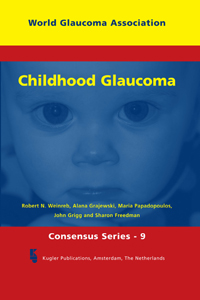 World Glaucoma Association
Childhood Glaucoma
Robert N. Weinreb, Alana Grajewski, Maria Papadopoulos,
John Grigg and Sharon Freedman
Consensus Series - 9
Kugler Publications, Amsterdam, The Netherlands